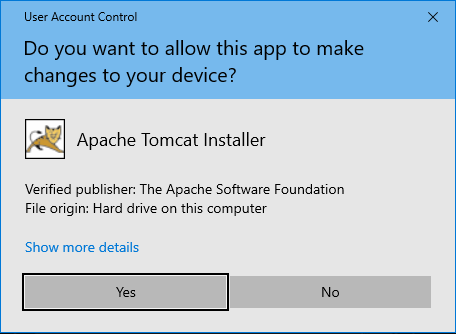 User Account Control
Do you want to allow this app to make
changes to your device?
Apache Tomcat Installer
Verified publisher: The Apache Software Foundation
File origin: Hard drive on this computer
Show more details
Yes
No